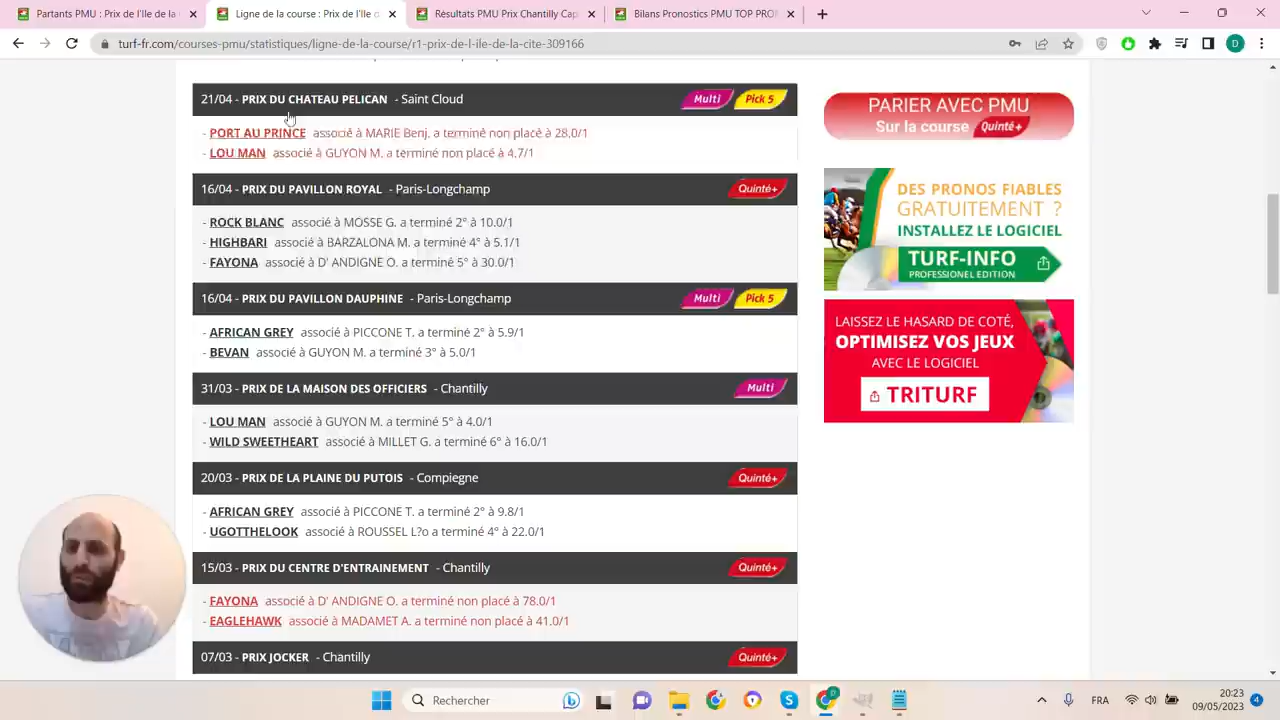 Partants PMU : Turf du
Ligne de l'île de la course
Résultats PMU Chantilly Cap
Bilans Pronostics PMU TOP PRO
turf-fr.com/courses-pmu/statistiques/ligne-de-course/r1-prix-de-l-ile-de-la-cite-309166
D
21/04 - PRIX DU CHATEAU PELICAN - Saint Cloud Multi Pick 5
- PORT AU PRINCE associé à MARIE Benj. a terminé non placé à 28.0/1
- LOU MAN associé à GUYON M. a terminé non placé à 4.7/1
16/04 - PRIX DU PAVILLON ROYAL - Paris-Longchamp Quinté+
- ROCK BLANC associé à MOSSE G. a terminé 2° à 10.0/1
- HIGHBARI associé à BARZALONA M. a terminé 4° à 5.1/1
- FAYONA associé à D' ANDIGNE O. a terminé 5° à 30.0/1
16/04 - PRIX DU PAVILLON DAUPHINE - Paris-Longchamp Multi Pick 5
- AFRICAN GREY associé à PICCONE T. a terminé 2° à 5.9/1
- BEVAN associé à GUYON M. a terminé 3° à 5.0/1
31/03 - PRIX DE LA MAISON DES OFFICIERS - Chantilly Multi
- LOU MAN associé à GUYON M. a terminé 5° à 4.0/1
- WILD SWEETHEART associé à MILLET G. a terminé 6° à 16.0/1
20/03 - PRIX DE LA PLAINE DU PUTOIS - Compiegne Quinté+
- AFRICAN GREY associé à PICCONE T. a terminé 2° à 9.8/1
- UGOTTHELOOK associé à ROUSSEL L?o a terminé 4° à 22.0/1
15/03 - PRIX DU CENTRE D'ENTRAINEMENT - Chantilly Quinté+
- FAYONA associé à D' ANDIGNE O. a terminé non placé à 78.0/1
- EAGLEHAWK associé à MADAMET A. a terminé non placé à 41.0/1
07/03 - PRIX JOCKER - Chantilly Quinté+
PARIER AVEC PMU
Sur la course Quinté+
DES PRONOS FIABLES
GRATUITEMENT ?
INSTALLEZ LE LOGICIEL
TURF-INFO
PROFESSIONEL EDITION
LAISSEZ LE HASARD DE COTÉ,
OPTIMISEZ VOS JEUX
AVEC LE LOGICIEL
TRITURF
Rechercher
FRA
20:23
09/05/2023
4